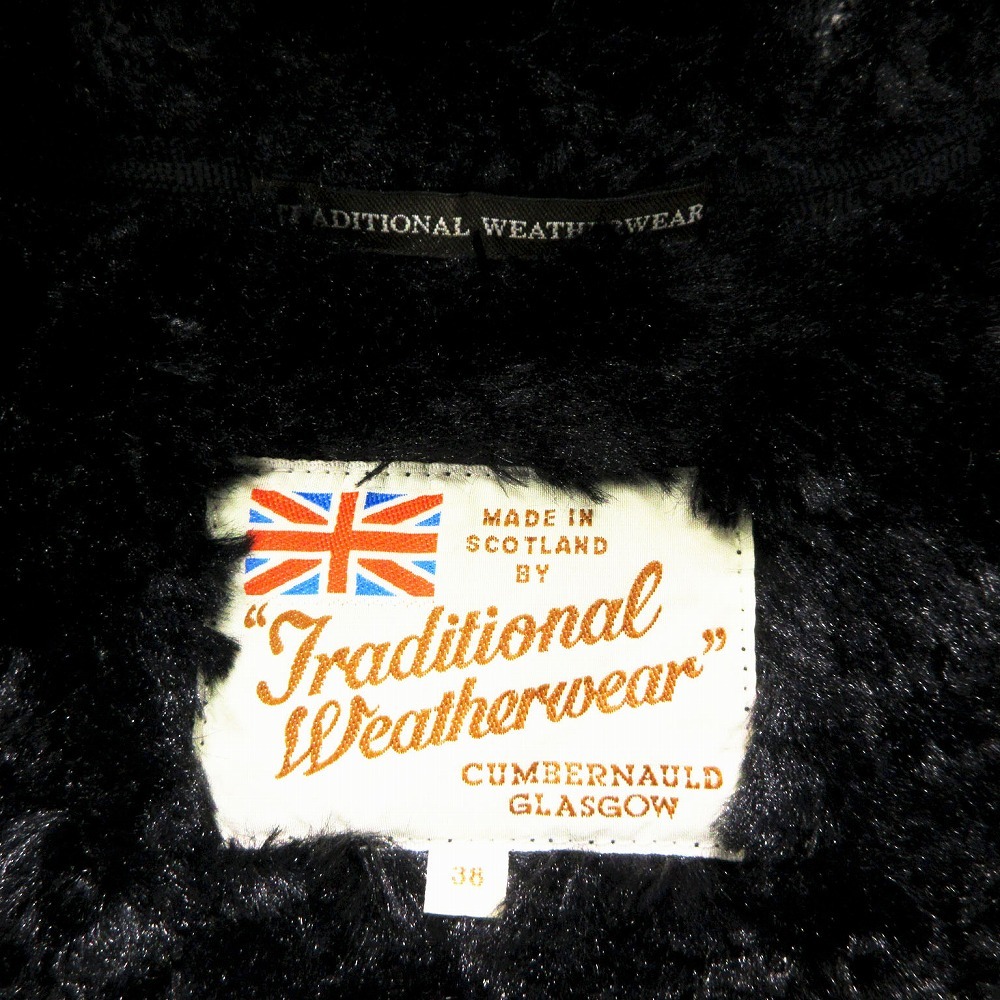 TRADITIONAL WEATHERWEAR
MADE IN
SCOTLAND
BY
“Traditional
Weatherwear”
CUMBERNAULD
GLASGOW
38